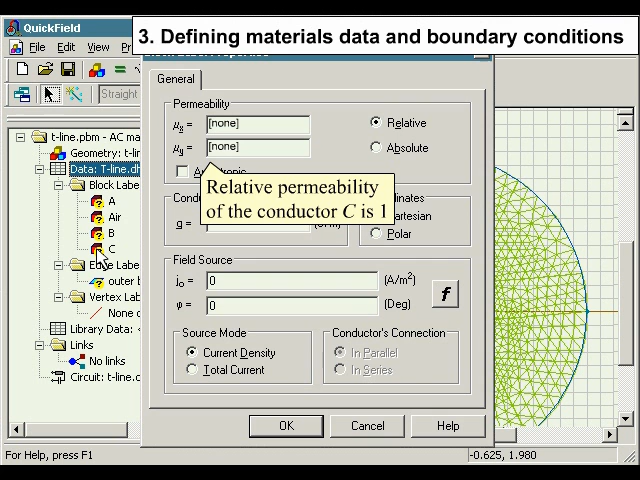 QuickField
3. Defining materials data and boundary conditions
File Edit View
General
Straight
Permeability
t-line.pbm - AC ma
μx = [none]
Relative
Geometry: t-lin
μy = [none]
Absolute
Data: T-line.dh
Block Labe
A
Relative permeability
of the conductor C is 1
Air
B
C
g =
artesian
Polar
Edge Labe
outer b
Field Source
j₀ = 0 (A/m²)
f
φ = 0 (Deg)
Vertex Lab
None d
Library Data: <
Links
No links
Circuit: t-line.
Source Mode
Current Density
Total Current
Conductor's Connection
In Parallel
In Series
OK Cancel Help
For Help, press F1
-0.625, 1.980